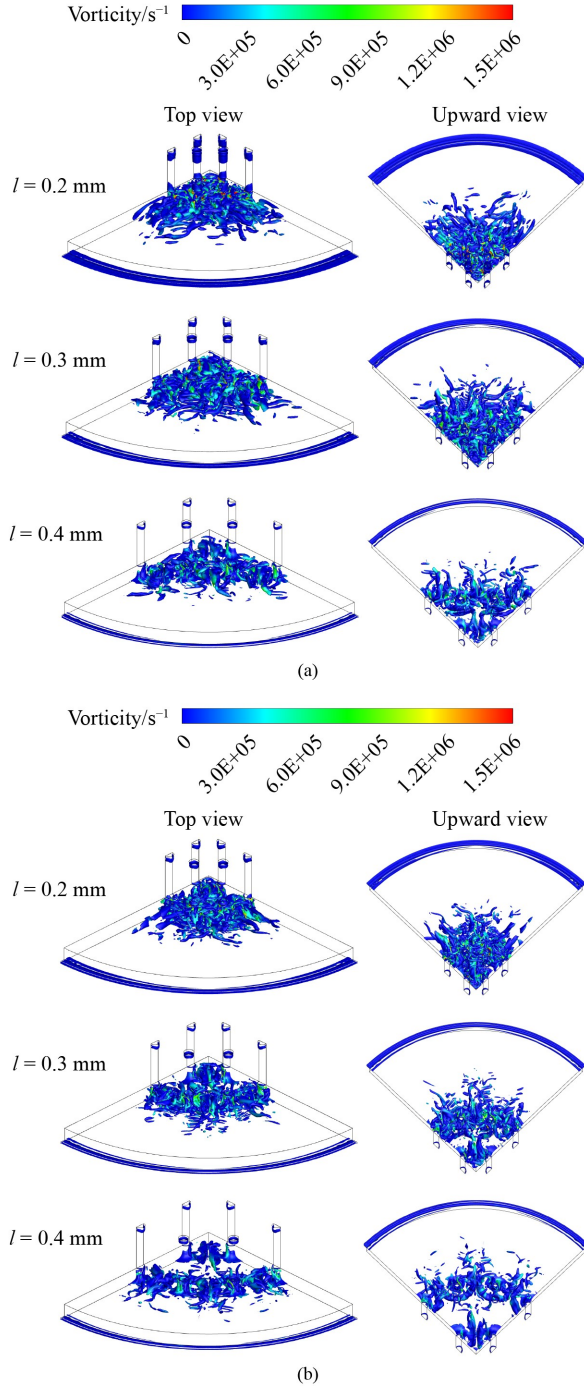 Vorticity/s⁻¹
0
3.0E+05
6.0E+05
9.0E+05
1.2E+06
1.5E+06
Top view
Upward view
l = 0.2 mm
l = 0.3 mm
l = 0.4 mm
(a)
Vorticity/s⁻¹
0
3.0E+05
6.0E+05
9.0E+05
1.2E+06
1.5E+06
Top view
Upward view
l = 0.2 mm
l = 0.3 mm
l = 0.4 mm
(b)